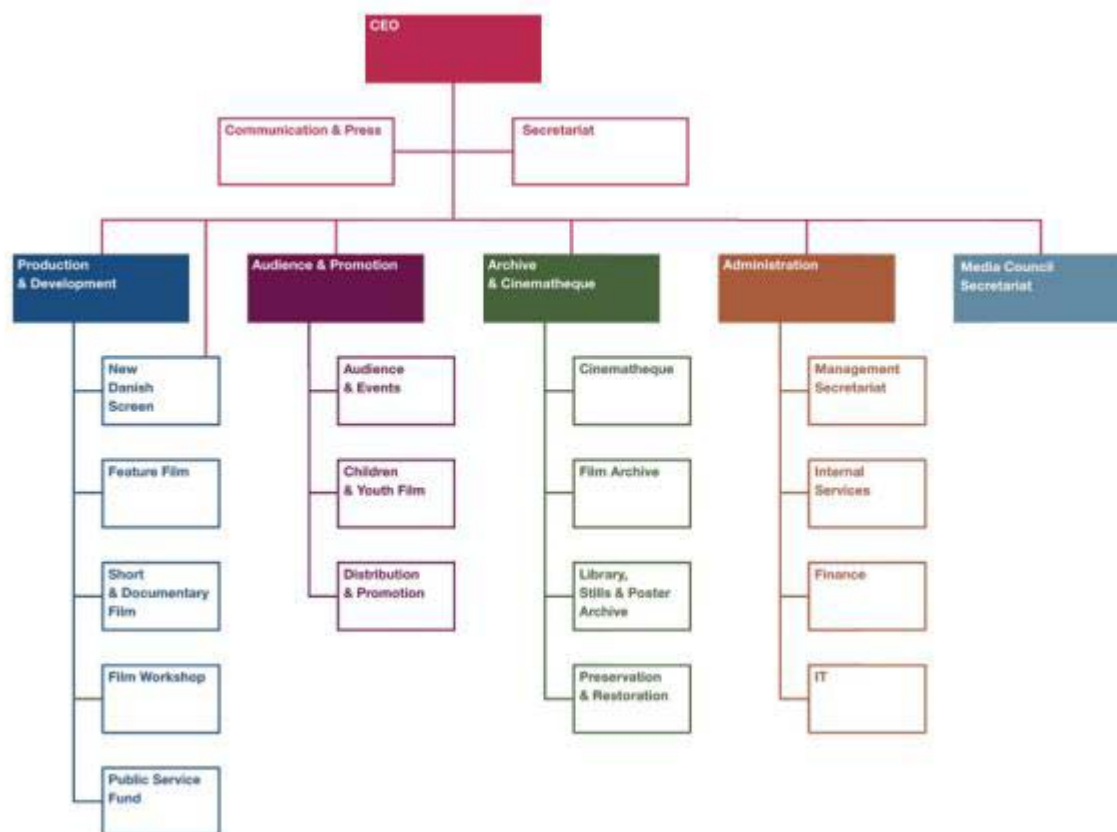 CEO
Communication & Press
Secretariat
Production
& Development
Audience & Promotion
Archive
& Cinematheque
Administration
Media Council
Secretariat
New
Danish
Screen
Audience
& Events
Cinematheque
Management
Secretariat
Feature Film
Children
& Youth Film
Film Archive
Internal
Services
Short
& Documentary
Film
Distribution
& Promotion
Library,
Stills & Poster
Archive
Finance
Film Workshop
Preservation
& Restoration
IT
Public Service
Fund